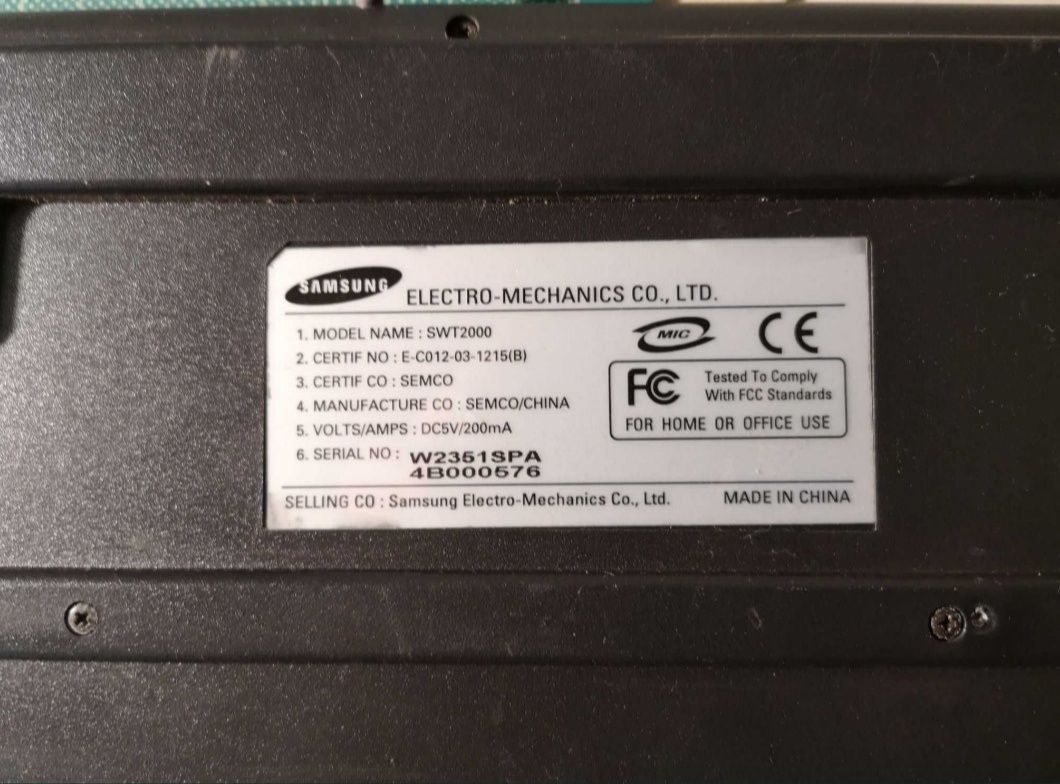 SAMSUNG ELECTRO-MECHANICS CO., LTD.
1. MODEL NAME : SWT2000
2. CERTIF NO : E-C012-03-1215(B)
3. CERTIF CO : SEMCO
4. MANUFACTURE CO : SEMCO/CHINA
5. VOLTS/AMPS : DC5V/200mA
6. SERIAL NO : W2351SPA
4B000576
MIC CE
FC Tested To Comply
With FCC Standards
FOR HOME OR OFFICE USE
SELLING CO : Samsung Electro-Mechanics Co., Ltd. MADE IN CHINA